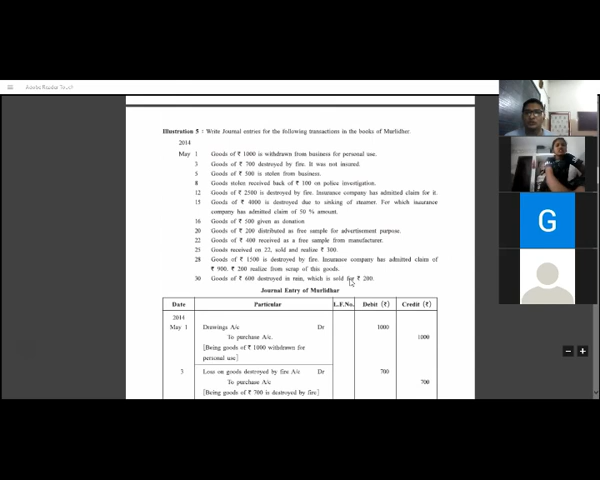 Adobe Reader Touch
Illustration 5 : Write Journal entries for the following transactions in the books of Murlidhar.
2014
May 1 Goods of ₹ 1000 is withdrawn from business for personal use.
3 Goods of ₹ 700 destroyed by fire. It was not insured.
5 Goods of ₹ 500 is stolen from business.
8 Goods stolen received back of ₹ 100 on police investigation.
12 Goods of ₹ 2500 is destroyed by fire. Insurance company has admitted claim for it.
15 Goods of ₹ 4000 is destroyed due to sinking of steamer. For which insurance
company has admitted claim of 50 % amount.
16 Goods of ₹ 500 given as donation
20 Goods of ₹ 200 distributed as free sample for advertisement purpose.
22 Goods of ₹ 400 received as a free sample from manufacturer.
25 Goods received on 22, sold and realize ₹ 300.
28 Goods of ₹ 1500 is destroyed by fire. Insurance company has admitted claim of
₹ 900. ₹ 200 realize from scrap of this goods.
30 Goods of ₹ 600 destroyed in rain, which is sold for ₹ 200.
Journal Entry of Murlidhar
Date Particular L.F.No. Debit (₹) Credit (₹)
2014
May 1 Drawings A/c Dr 1000
To purchase A/c. 1000
[Being goods of ₹ 1000 withdrawn for
personal use]
3 Loss on goods destroyed by fire A/c Dr 700
To purchase A/c 700
[Being goods of ₹ 700 is destroyed by fire]
G